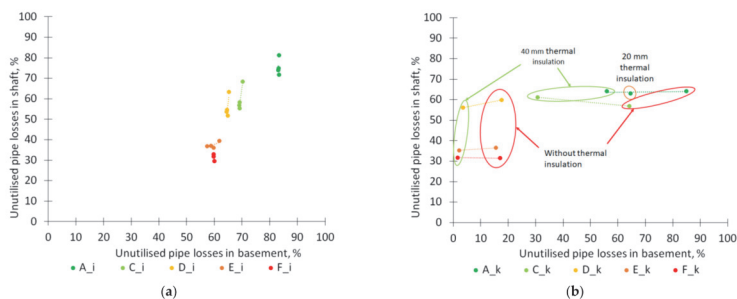 Unutilised pipe losses in shaft, %
100
90
80
70
60
50
40
30
20
10
0
0 10 20 30 40 50 60 70 80 90 100
Unutilised pipe losses in basement, %
A_i C_i D_i E_i F_i
(a)
Unutilised pipe losses in shaft, %
100
90
80
70
60
50
40
30
20
10
0
40 mm thermal
insulation
20 mm
thermal
insulation
Without thermal
insulation
0 10 20 30 40 50 60 70 80 90 100
Unutilised pipe losses in basement, %
A_k C_k D_k E_k F_k
(b)